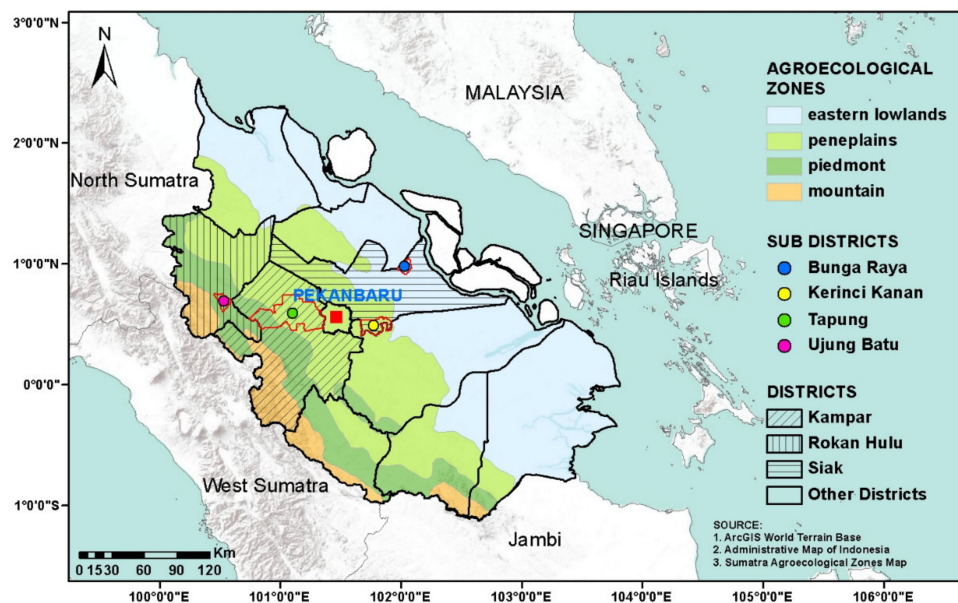 3°0'0"N
2°0'0"N
1°0'0"N
0°0'0"
1°0'0"S
N
MALAYSIA
North Sumatra
SINGAPORE
Riau Islands
PEKANBARU
West Sumatra
Jambi
AGROECOLOGICAL
ZONES
eastern lowlands
peneplains
piedmont
mountain
SUB DISTRICTS
Bunga Raya
Kerinci Kanan
Tapung
Ujung Batu
DISTRICTS
Kampar
Rokan Hulu
Siak
Other Districts
SOURCE:
1. ArcGIS World Terrain Base
2. Administrative Map of Indonesia
3. Sumatra Agroecological Zones Map
Km
0 15 30 60 90 120
100°0'0"E 101°0'0"E 102°0'0"E 103°0'0"E 104°0'0"E 105°0'0"E 106°0'0"E